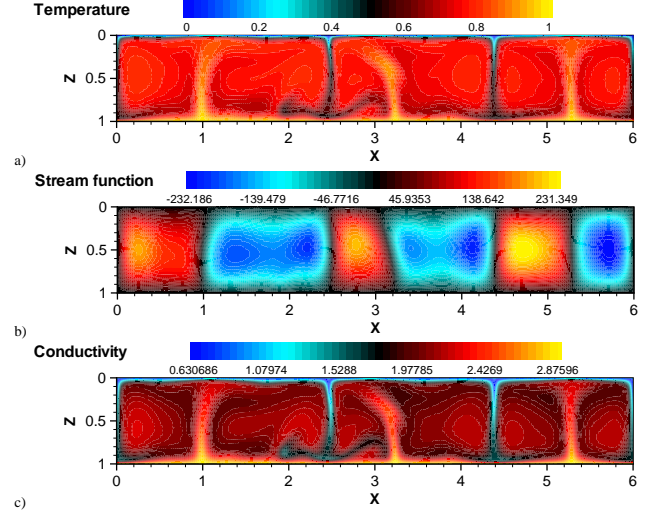 Temperature
0 0.2 0.4 0.6 0.8 1
0
Z 0.5
1
0 1 2 3 4 5 6
a) X
Stream function
-232.186 -139.479 -46.7716 45.9353 138.642 231.349
0
Z 0.5
1
0 1 2 3 4 5 6
b) X
Conductivity
0.630686 1.07974 1.5288 1.97785 2.4269 2.87596
0
Z 0.5
1
0 1 2 3 4 5 6
c) X